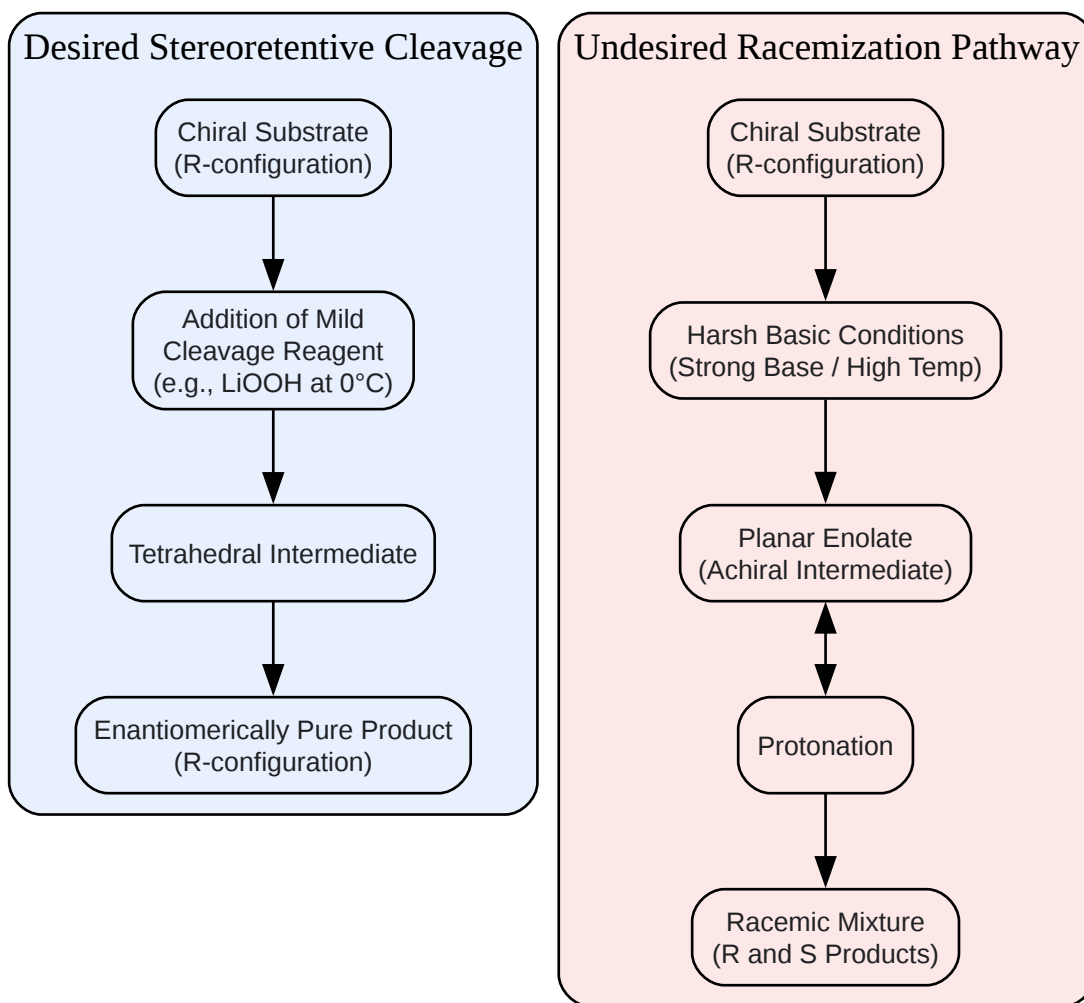 Desired Stereoretentive Cleavage
Chiral Substrate
(R-configuration)
Addition of Mild
Cleavage Reagent
(e.g., LiOOH at 0°C)
Tetrahedral Intermediate
Enantiomerically Pure Product
(R-configuration)
Undesired Racemization Pathway
Chiral Substrate
(R-configuration)
Harsh Basic Conditions
(Strong Base / High Temp)
Planar Enolate
(Achiral Intermediate)
Protonation
Racemic Mixture
(R and S Products)